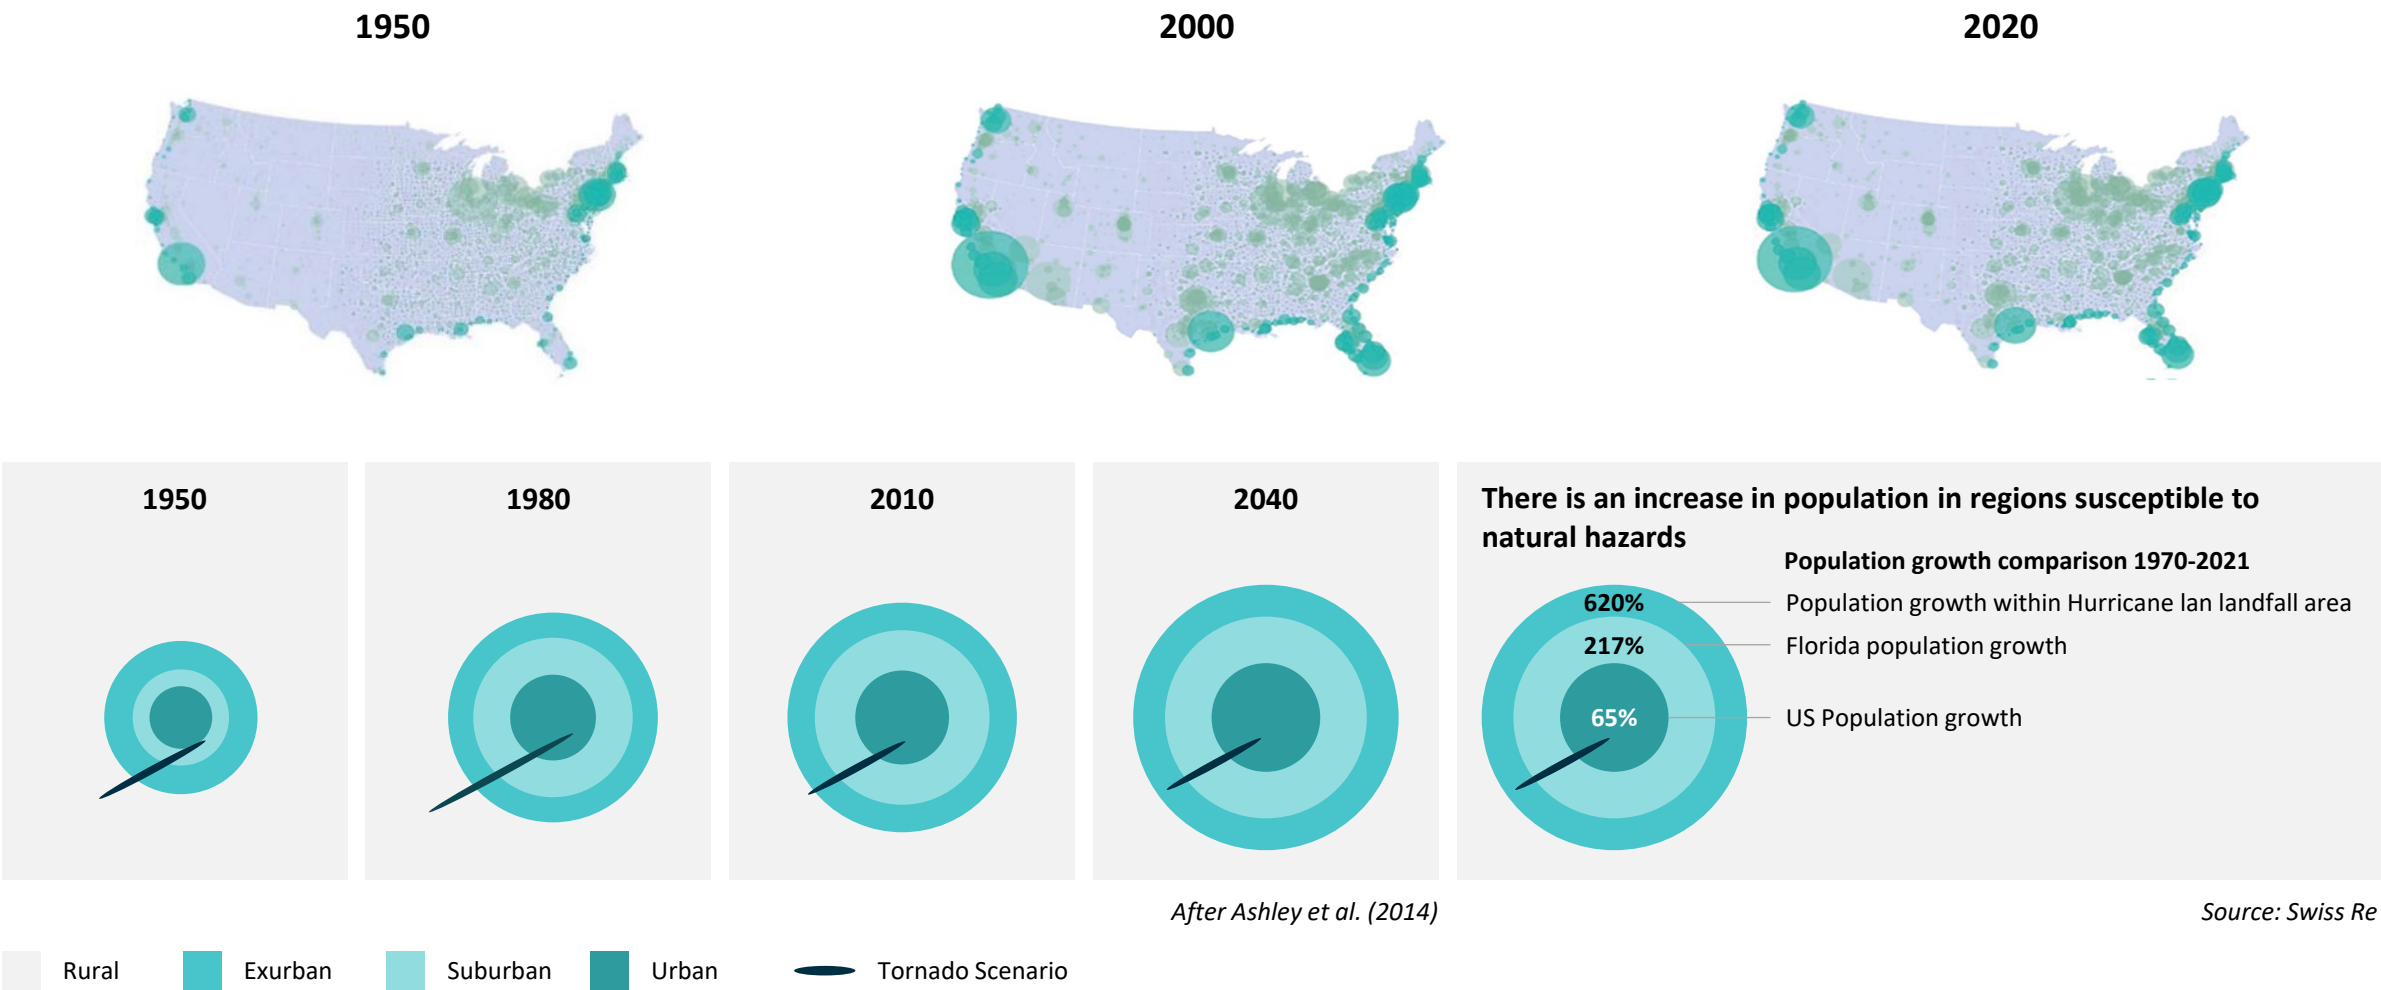 1950
2000
2020
1950
1980
2010
2040
There is an increase in population in regions susceptible to
natural hazards
Population growth comparison 1970-2021
620%
Population growth within Hurricane Ian landfall area
217%
Florida population growth
65%
US Population growth
After Ashley et al. (2014)
Source: Swiss Re
Rural
Exurban
Suburban
Urban
Tornado Scenario